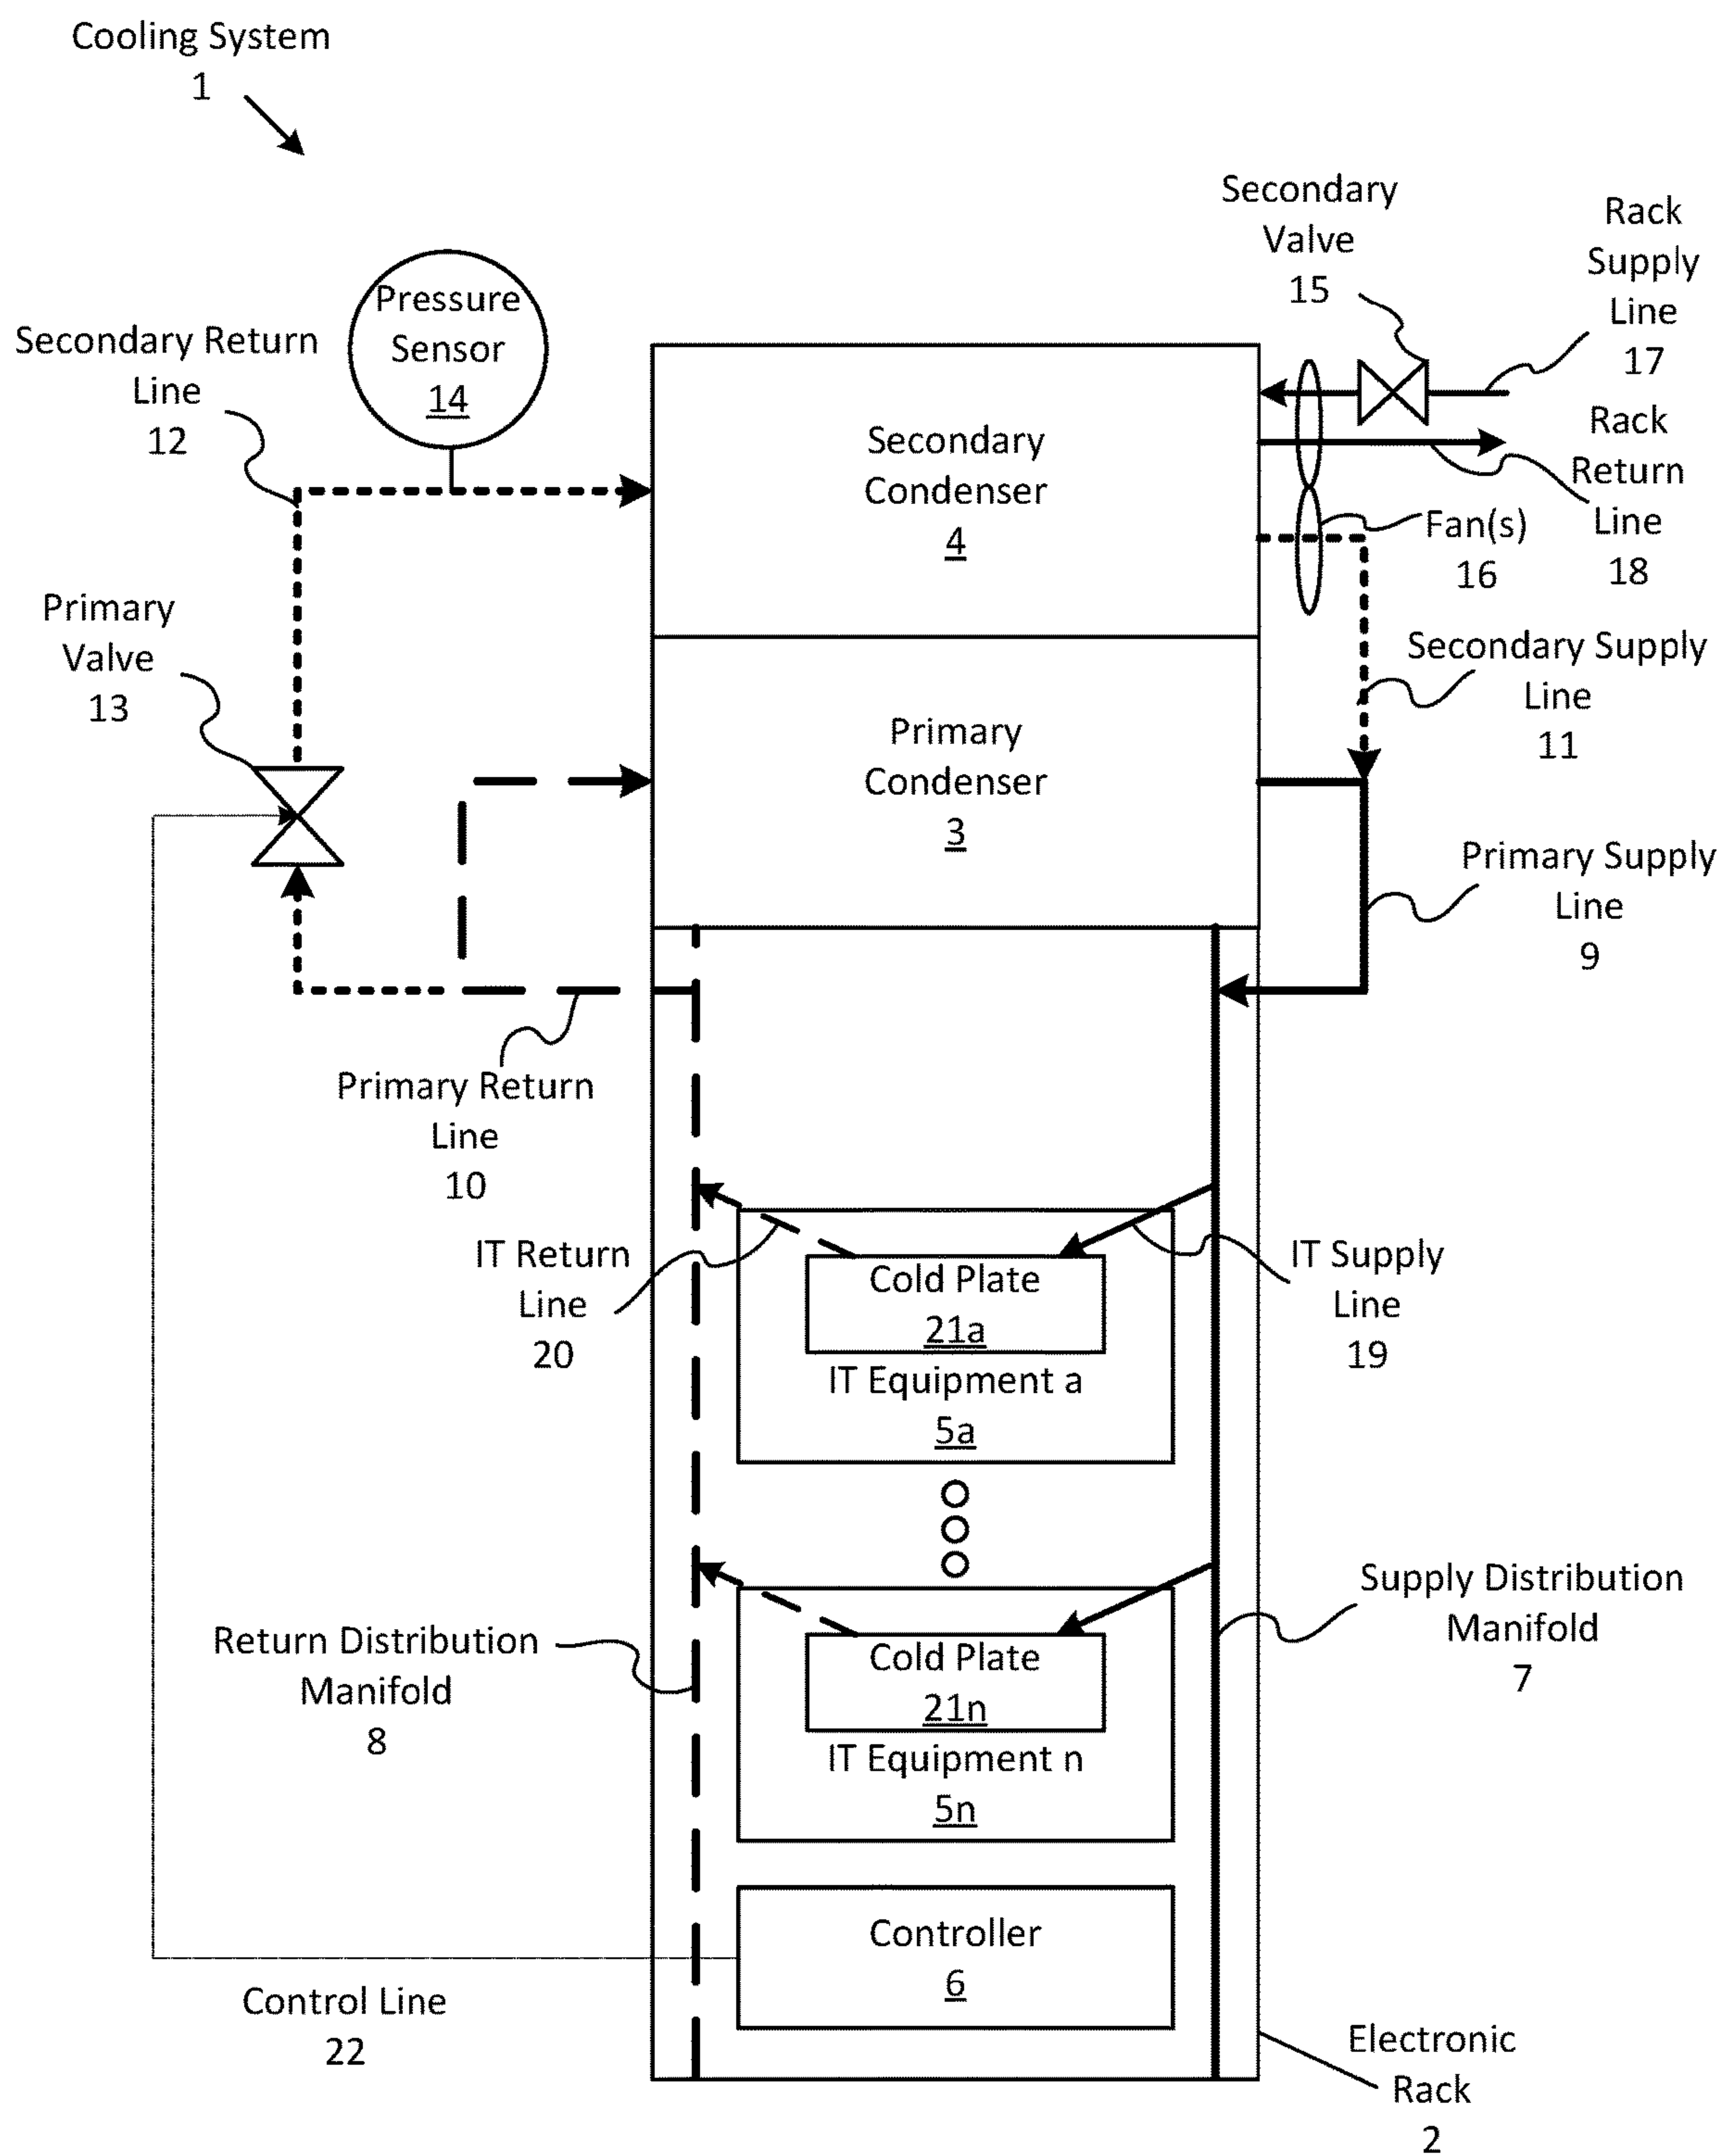 Cooling System
1
Secondary
Valve
15
Rack
Supply
Line
17
Pressure
Sensor
14
Secondary Return
Line
12
Secondary
Condenser
4
Rack
Return
Line
18
Fan(s)
16
Primary
Valve
13
Secondary Supply
Line
11
Primary
Condenser
3
Primary Supply
Line
9
Primary Return
Line
10
IT Return
Line
20
Cold Plate
21a
IT Equipment a
5a
IT Supply
Line
19
Return Distribution
Manifold
8
Cold Plate
21n
IT Equipment n
5n
Supply Distribution
Manifold
7
Controller
6
Control Line
22
Electronic
Rack
2